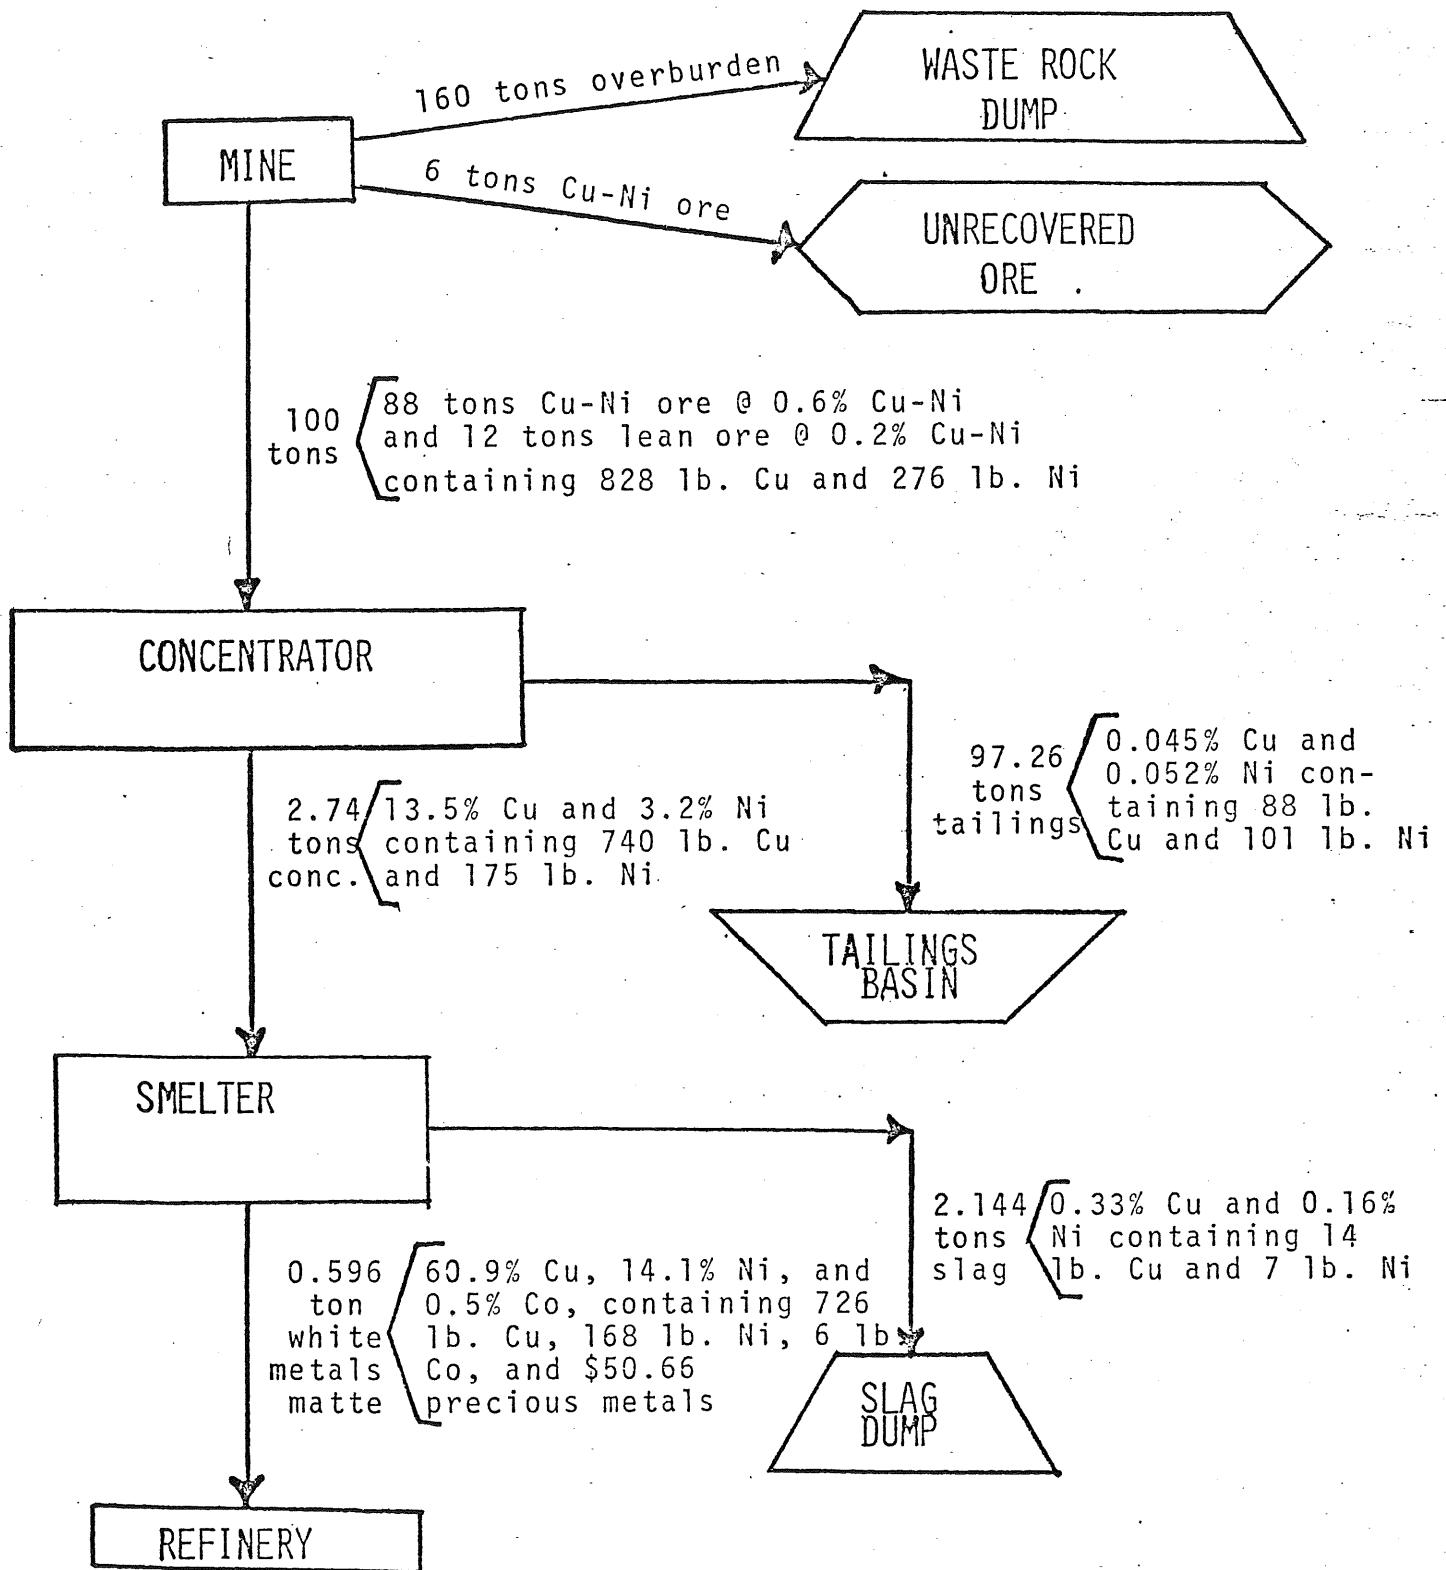 160 tons overburden
WASTE ROCK
DUMP
MINE
6 tons Cu-Ni ore
UNRECOVERED
ORE
100
tons
88 tons Cu-Ni ore @ 0.6% Cu-Ni
and 12 tons lean ore @ 0.2% Cu-Ni
containing 828 lb. Cu and 276 lb. Ni
CONCENTRATOR
97.26
tons
tailings
0.045% Cu and
0.052% Ni con-
taining 88 lb.
Cu and 101 lb. Ni
2.74
tons
conc.
13.5% Cu and 3.2% Ni
containing 740 lb. Cu
and 175 lb. Ni
TAILINGS
BASIN
SMELTER
2.144
tons
slag
0.33% Cu and 0.16%
Ni containing 14
lb. Cu and 7 lb. Ni
0.596
ton
white
metals
matte
60.9% Cu, 14.1% Ni, and
0.5% Co, containing 726
lb. Cu, 168 lb. Ni, 6 lb
Co, and $50.66
precious metals
SLAG
DUMP
REFINERY